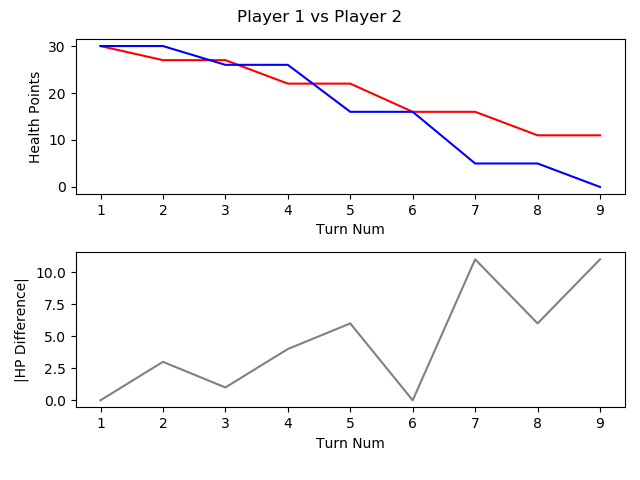 Player 1 vs Player 2
30
20
10
0
Health Points
1 2 3 4 5 6 7 8 9
Turn Num
10.0
7.5
5.0
2.5
0.0
|HP Difference|
1 2 3 4 5 6 7 8 9
Turn Num